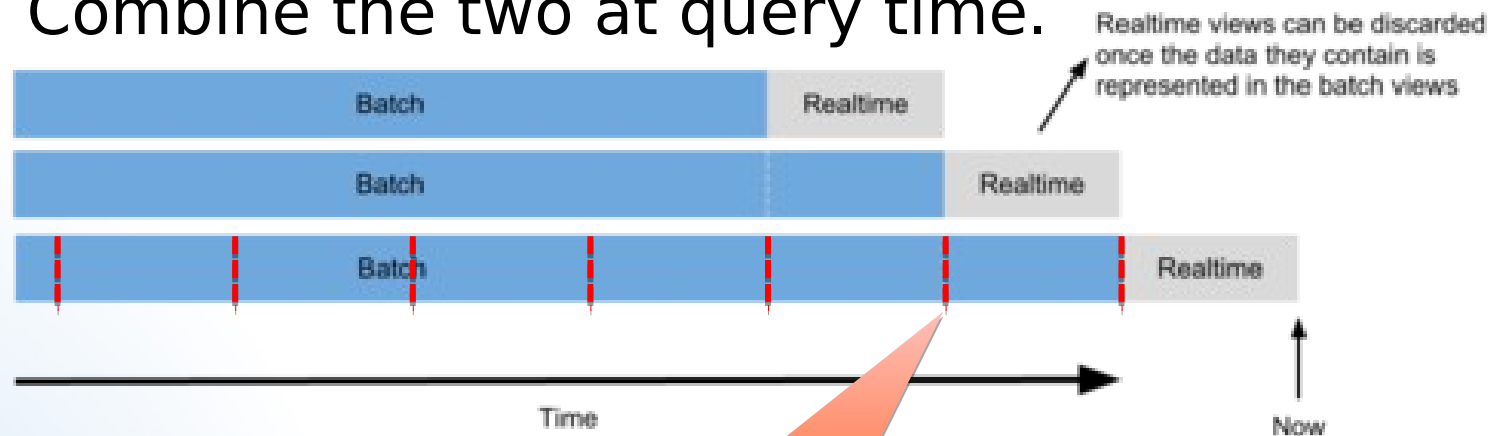 Combine the two at query time.
Realtime views can be discarded
once the data they contain is
represented in the batch views
Batch
Realtime
Batch
Realtime
Batch
Realtime
Time
Now